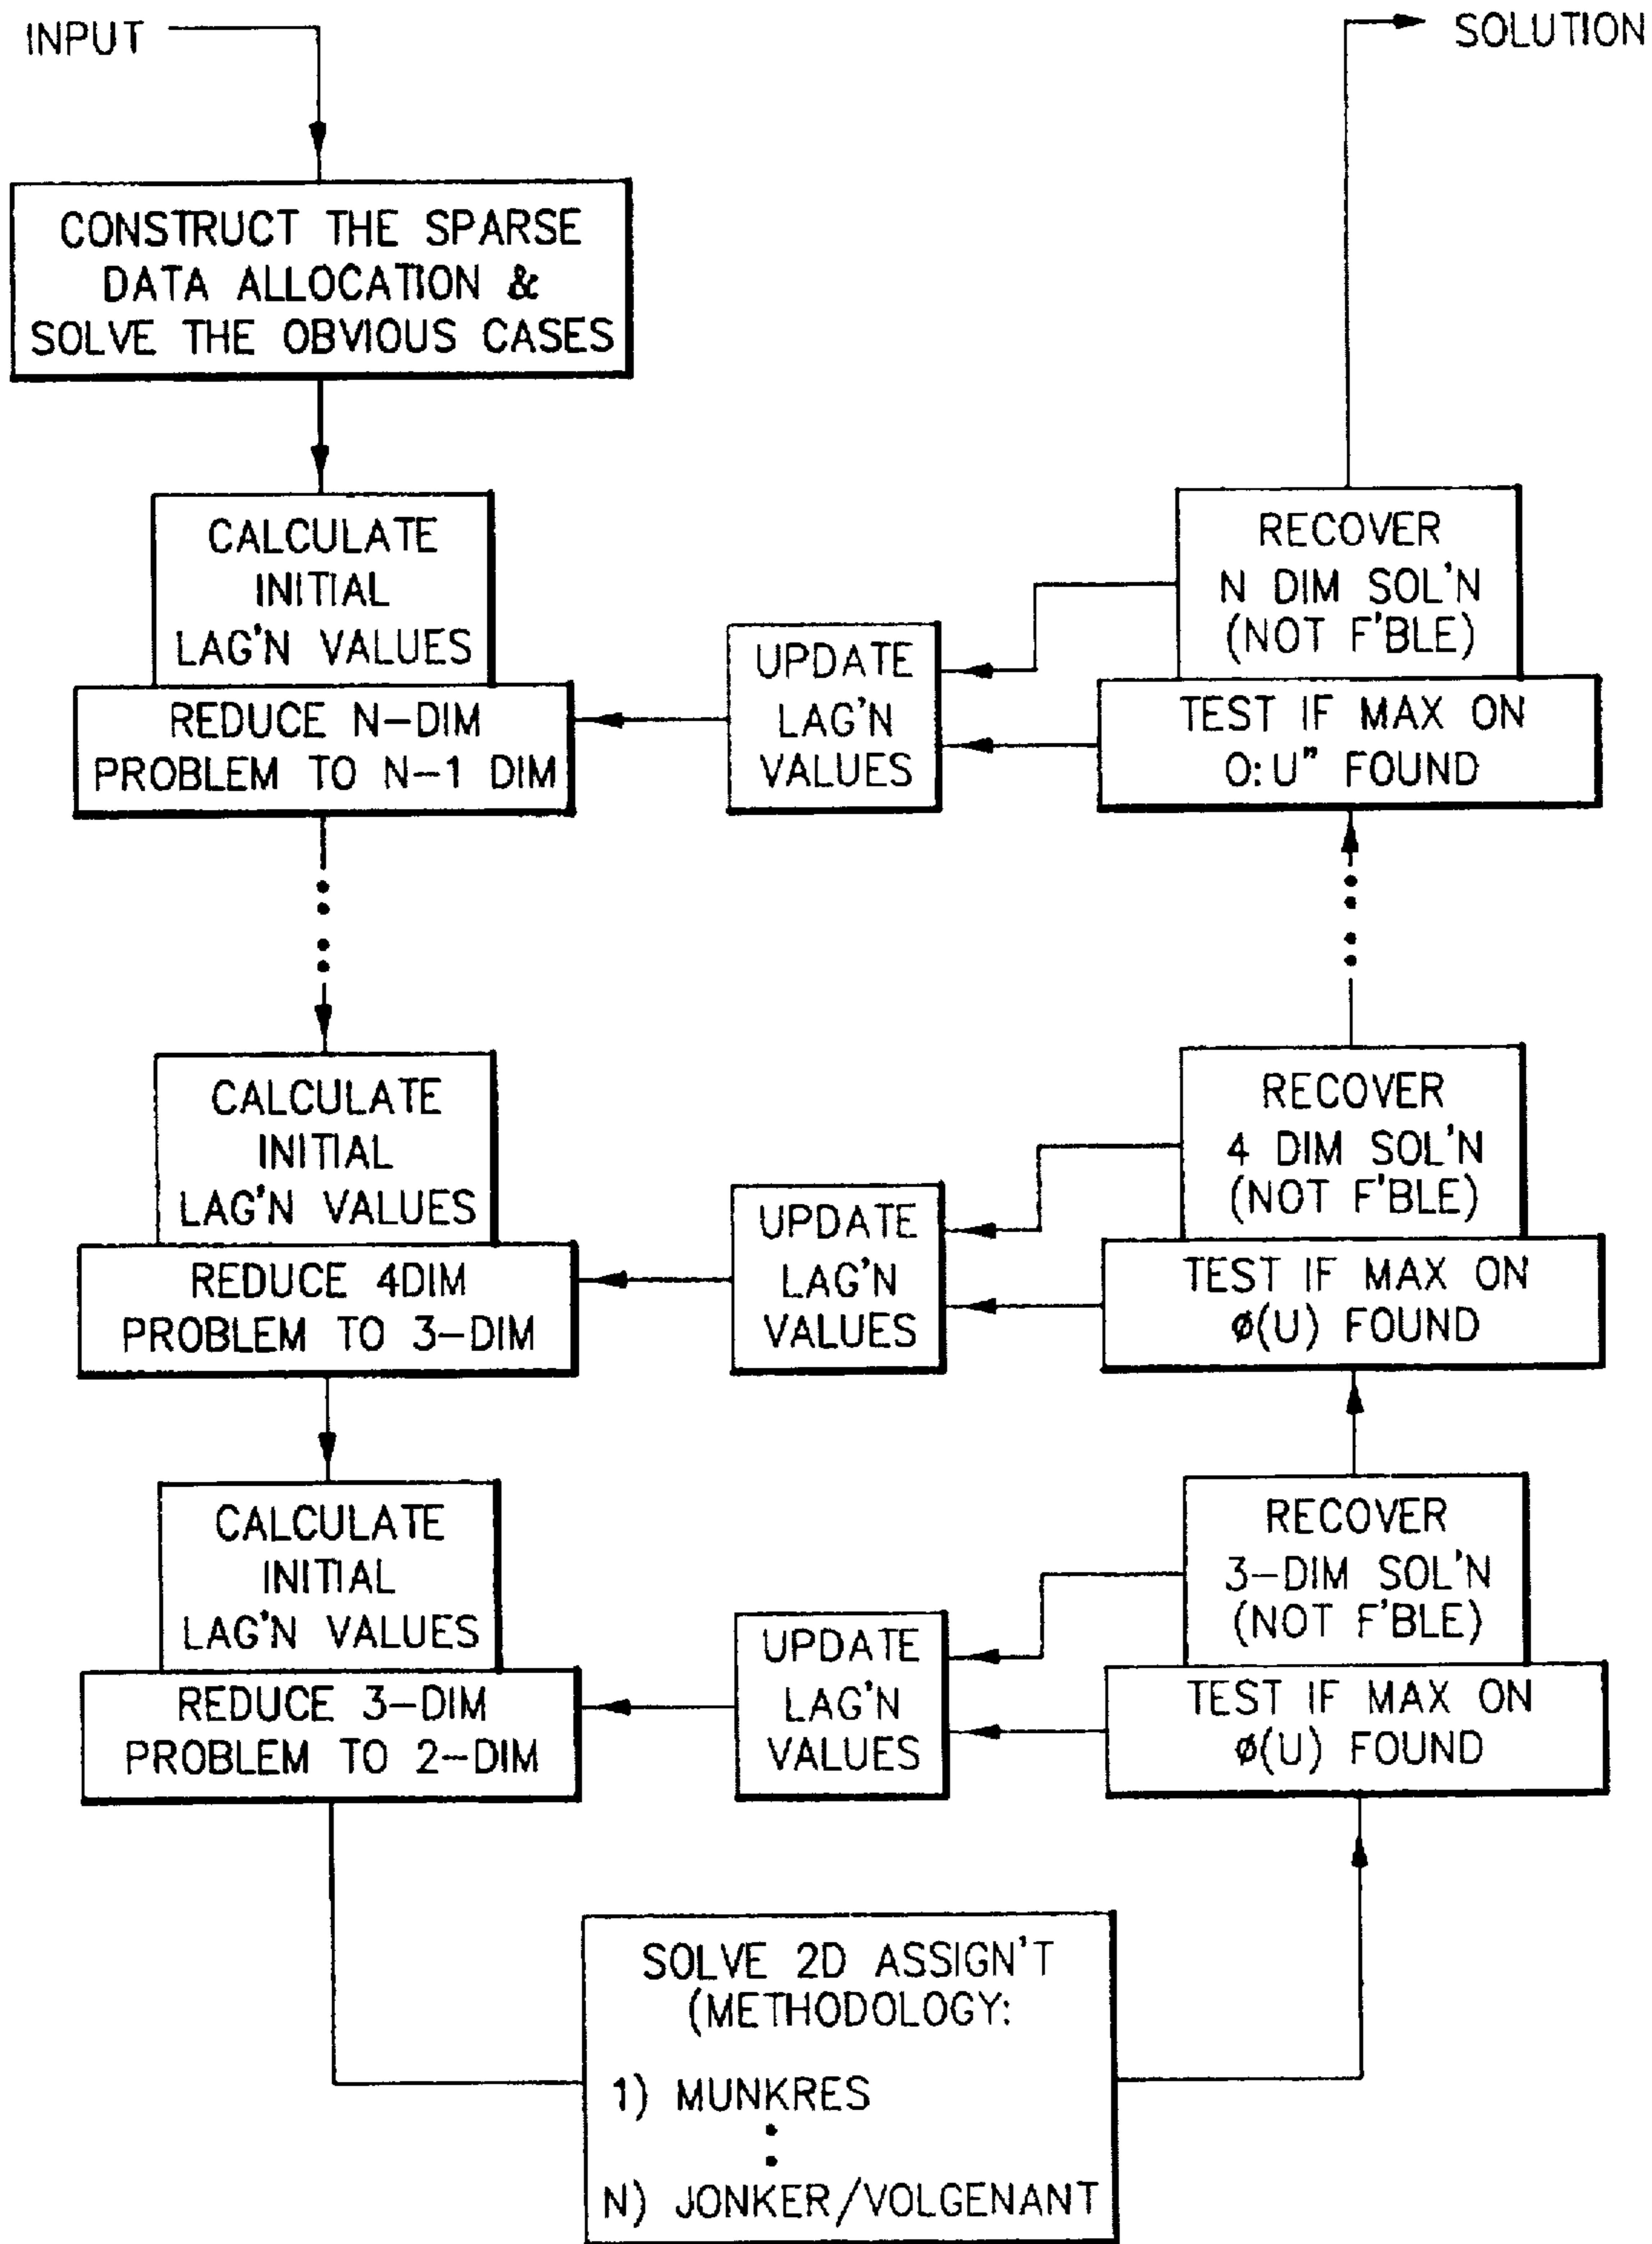 INPUT
SOLUTION
CONSTRUCT THE SPARSE
DATA ALLOCATION &
SOLVE THE OBVIOUS CASES
CALCULATE
INITIAL
LAG'N VALUES
REDUCE N-DIM
PROBLEM TO N-1 DIM
UPDATE
LAG'N
VALUES
RECOVER
N DIM SOL'N
(NOT F'BLE)
TEST IF MAX ON
O:U" FOUND
CALCULATE
INITIAL
LAG'N VALUES
REDUCE 4DIM
PROBLEM TO 3-DIM
UPDATE
LAG'N
VALUES
RECOVER
4 DIM SOL'N
(NOT F'BLE)
TEST IF MAX ON
ø(U) FOUND
CALCULATE
INITIAL
LAG'N VALUES
REDUCE 3-DIM
PROBLEM TO 2-DIM
UPDATE
LAG'N
VALUES
RECOVER
3-DIM SOL'N
(NOT F'BLE)
TEST IF MAX ON
ø(U) FOUND
SOLVE 2D ASSIGN'T
(METHODOLOGY:
1) MUNKRES
N) JONKER/VOLGENANT